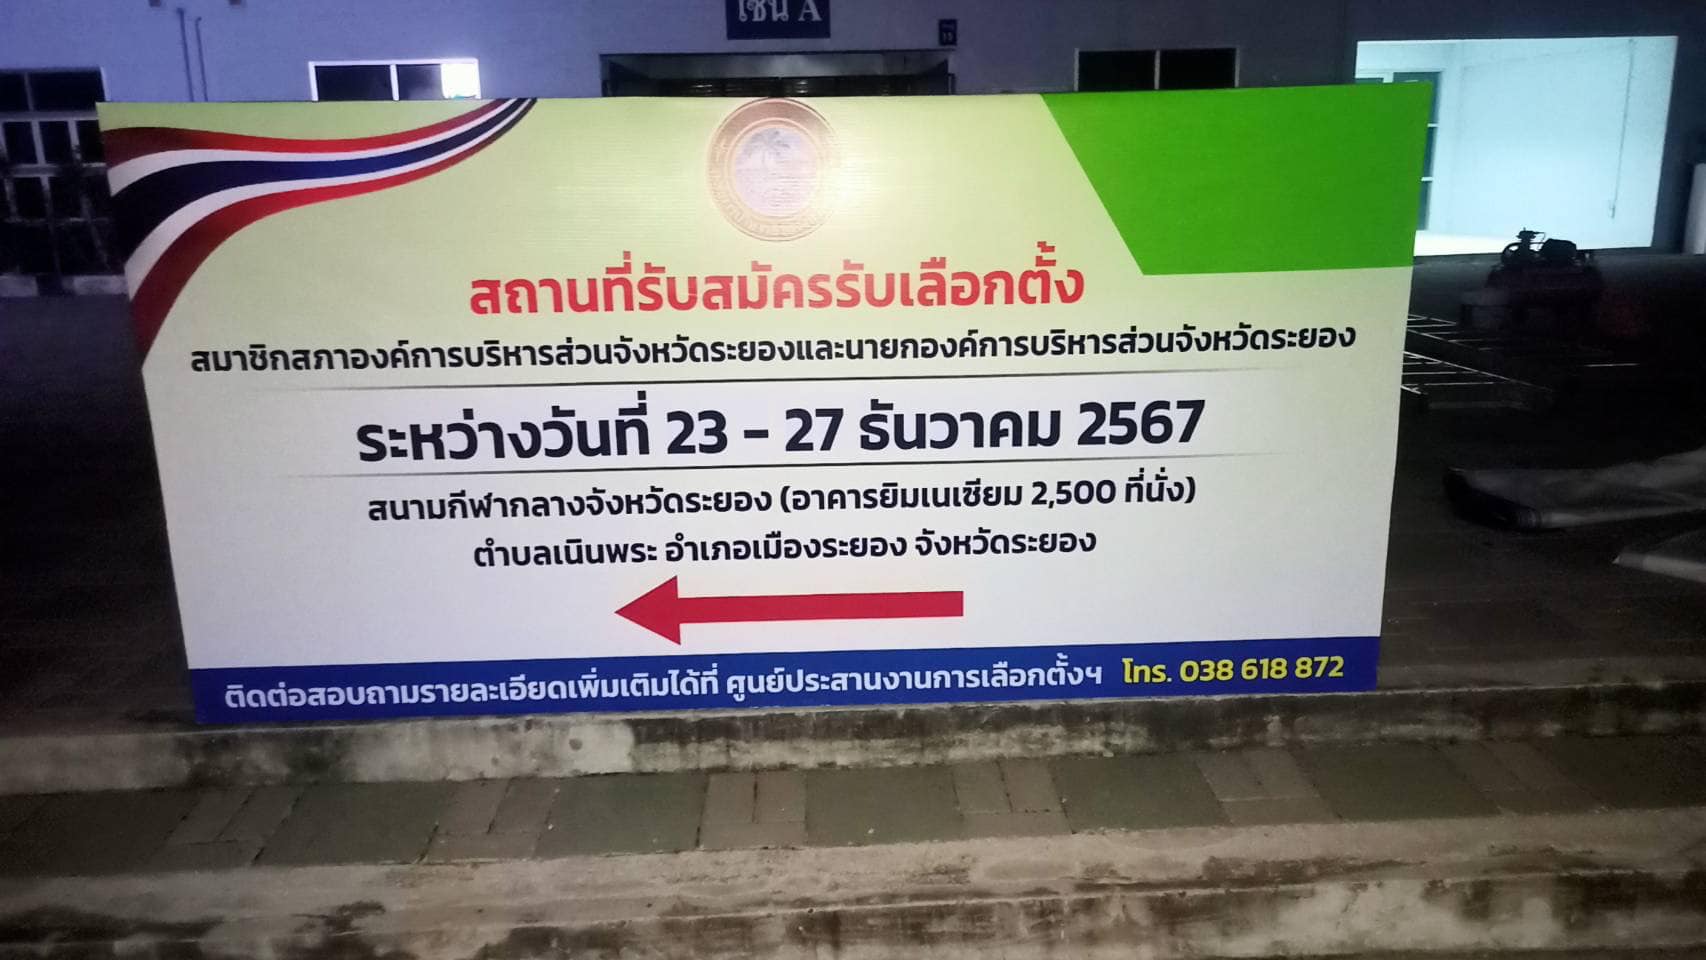 โซน A
สถานที่รับสมัครรับเลือกตั้ง
สมาชิกสภาองค์การบริหารส่วนจังหวัดระยองและนายกองค์การบริหารส่วนจังหวัดระยอง
ระหว่างวันที่ 23 - 27 ธันวาคม 2567
สนามกีฬากลางจังหวัดระยอง (อาคารยิมเนเซียม 2,500 ที่นั่ง)
ตำบลเนินพระ อำเภอเมืองระยอง จังหวัดระยอง
ติดต่อสอบถามรายละเอียดเพิ่มเติมได้ที่ ศูนย์ประสานงานการเลือกตั้งฯ โทร. 038 618 872